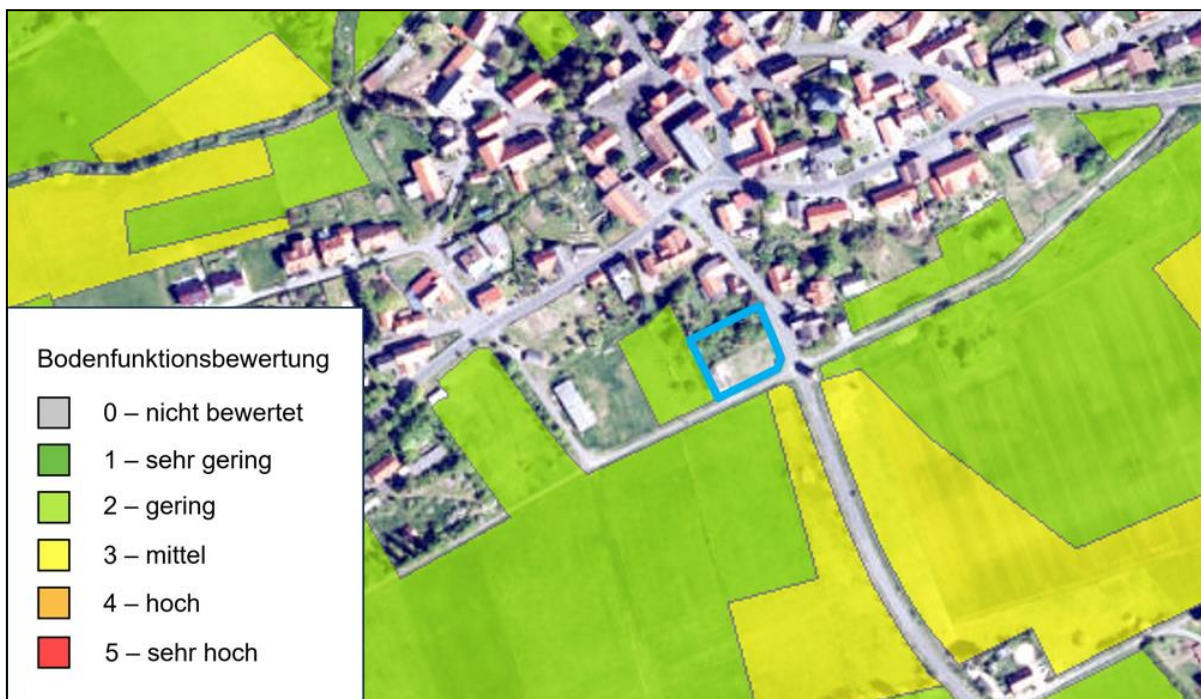 Bodenfunktionsbewertung
0 – nicht bewertet
1 – sehr gering
2 – gering
3 – mittel
4 – hoch
5 – sehr hoch